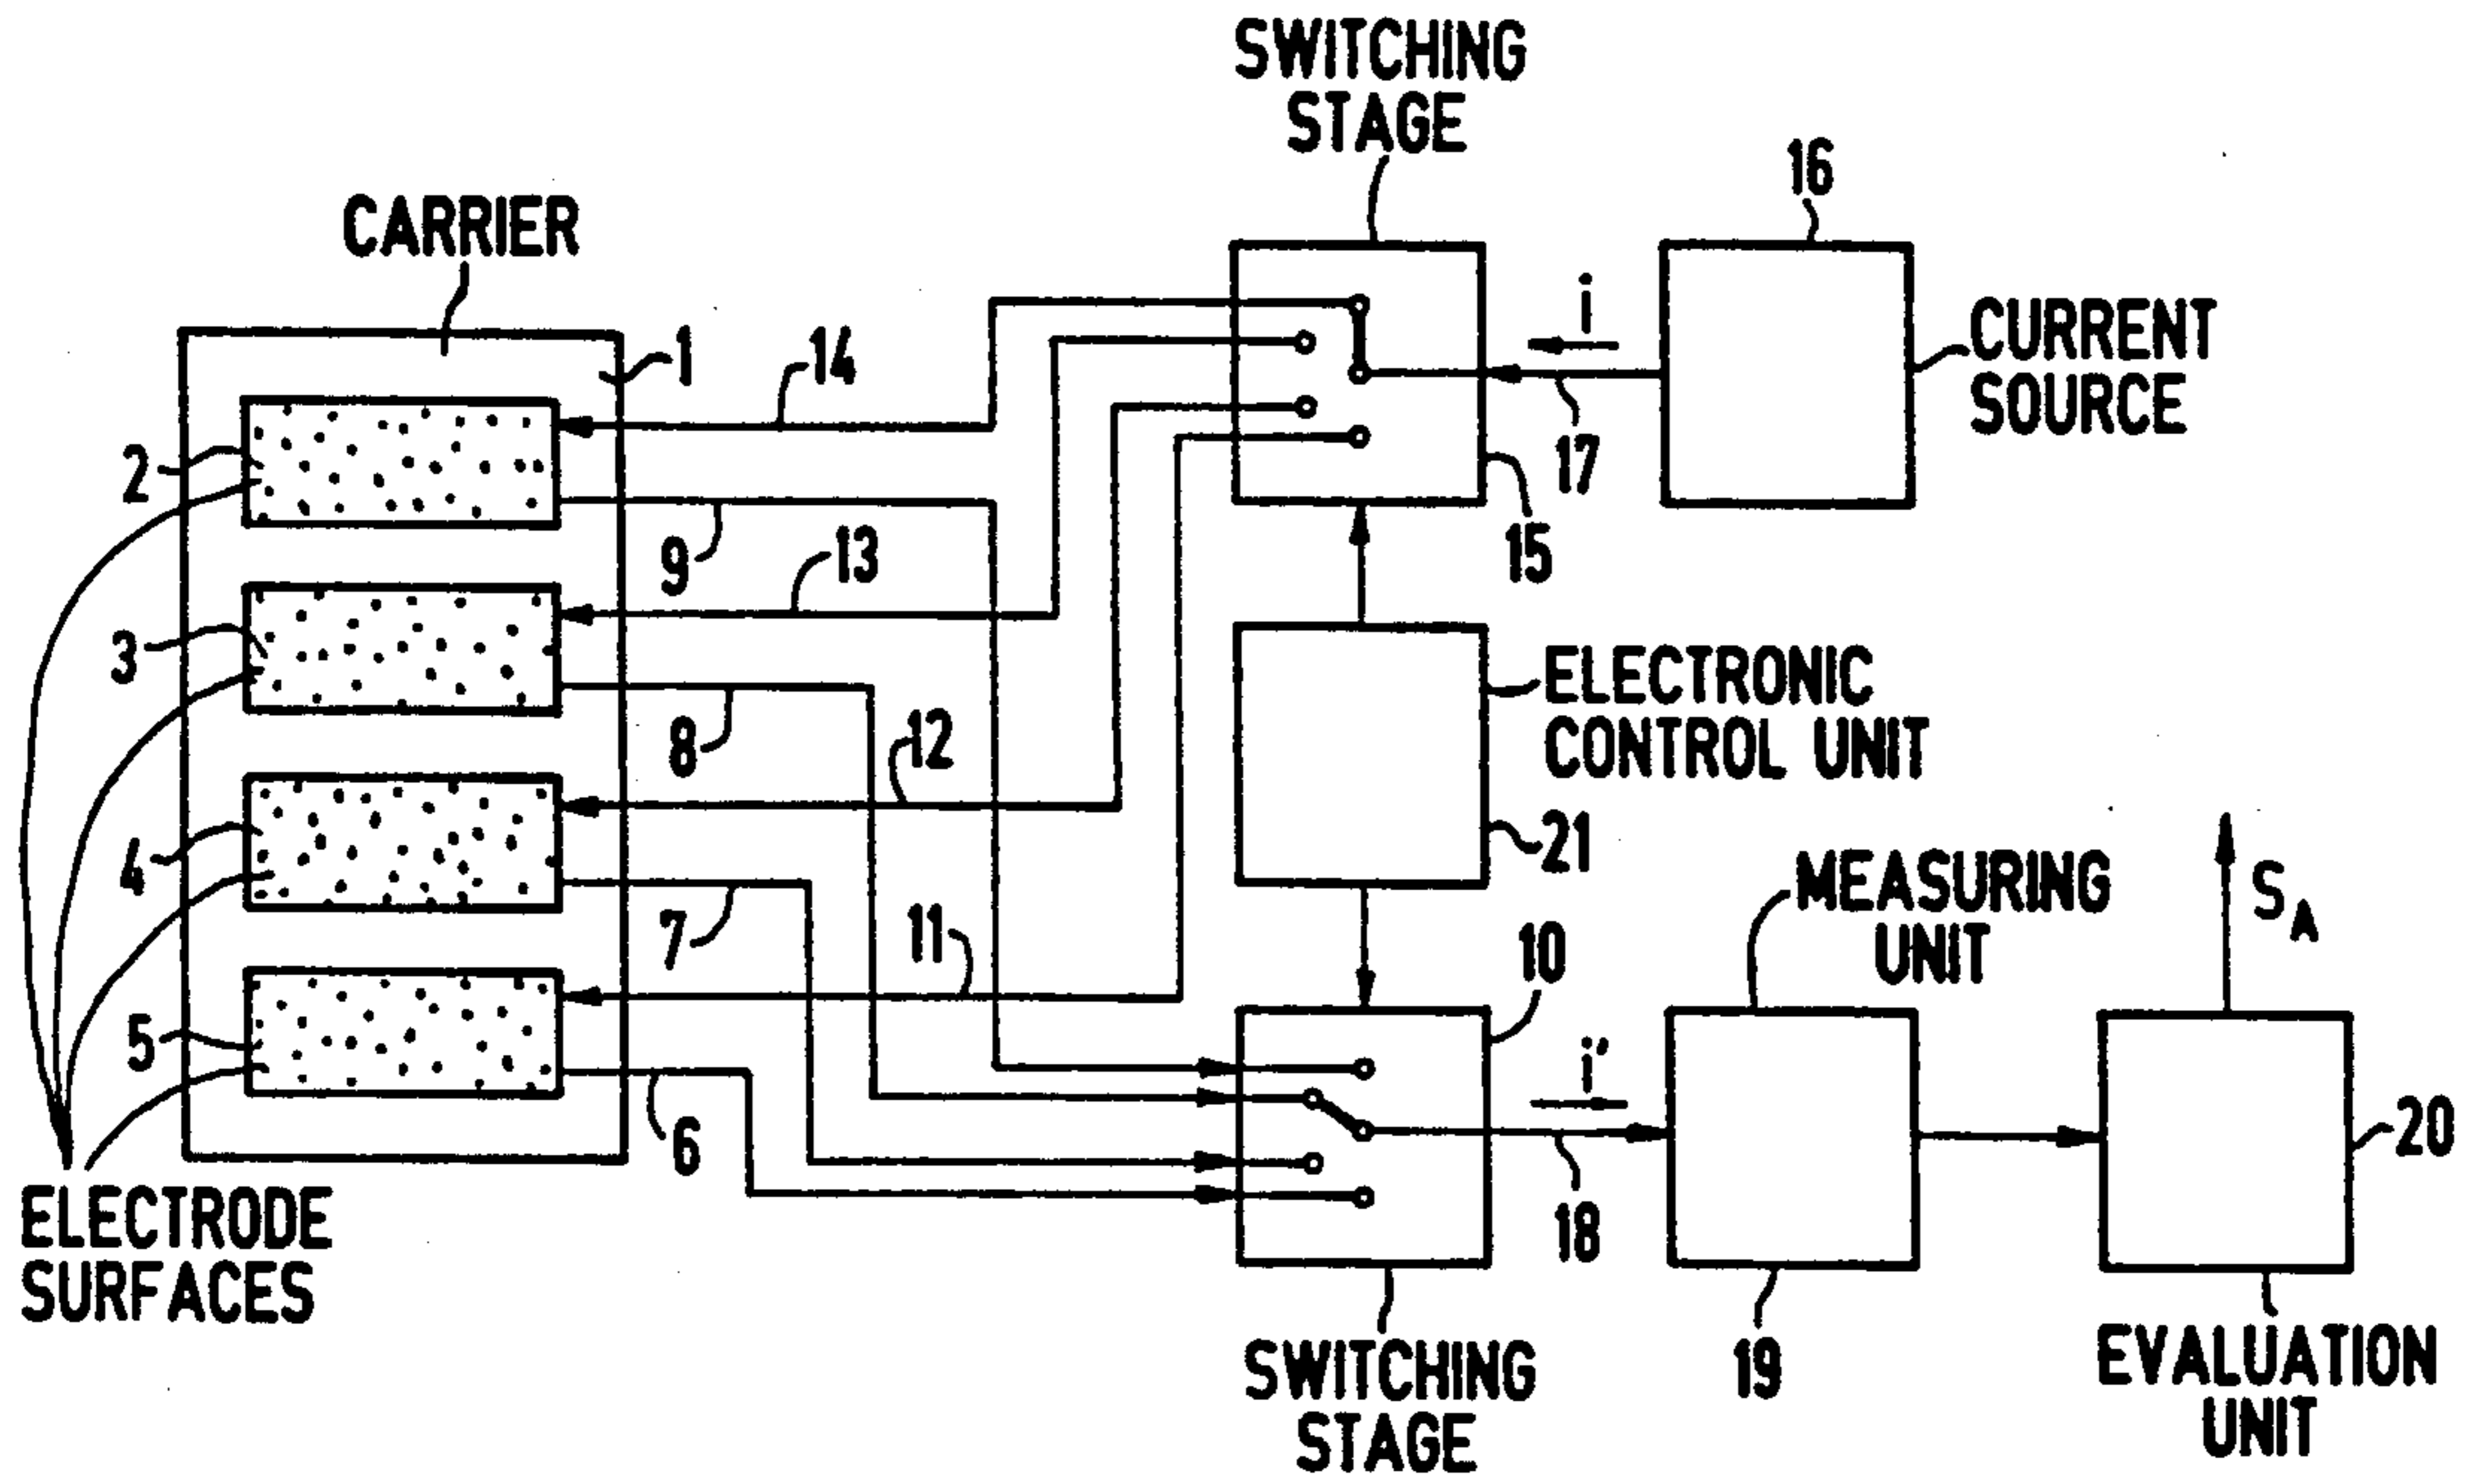 SWITCHING
STAGE
16
CARRIER
i
CURRENT
SOURCE
1
14
2
17
9
13
15
3
ELECTRONIC
CONTROL UNIT
8
12
4
21
MEASURING
UNIT
S A
7
11
10
5
i'
6
20
18
ELECTRODE
SURFACES
19
SWITCHING
STAGE
EVALUATION
UNIT